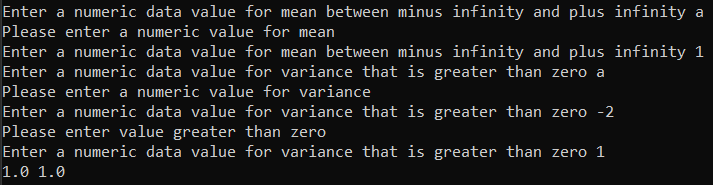 Enter a numeric data value for mean between minus infinity and plus infinity a
Please enter a numeric value for mean
Enter a numeric data value for mean between minus infinity and plus infinity 1
Enter a numeric data value for variance that is greater than zero a
Please enter a numeric value for variance
Enter a numeric data value for variance that is greater than zero -2
Please enter value greater than zero
Enter a numeric data value for variance that is greater than zero 1
1.0 1.0